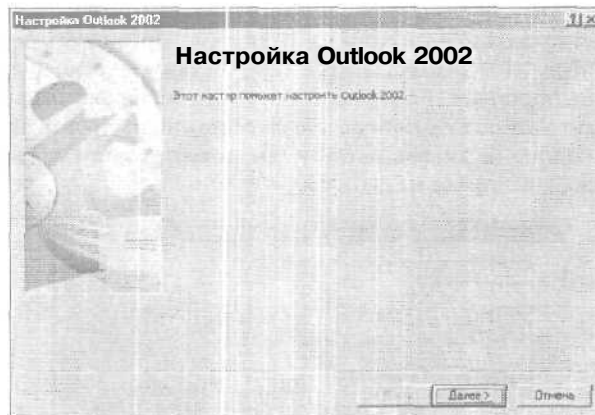 Настройка Outlook 2002
Настройка Outlook 2002
Этот мастер поможет настроить Outlook 2002.
Далее >
Отмена